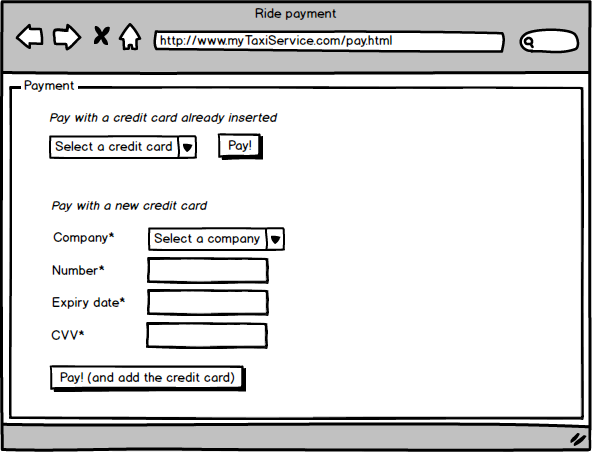 Ride payment
http://www.myTaxiService.com/pay.html
Payment
Pay with a credit card already inserted
Select a credit card
Pay!
Pay with a new credit card
Company*
Select a company
Number*
Expiry date*
CVV*
Pay! (and add the credit card)